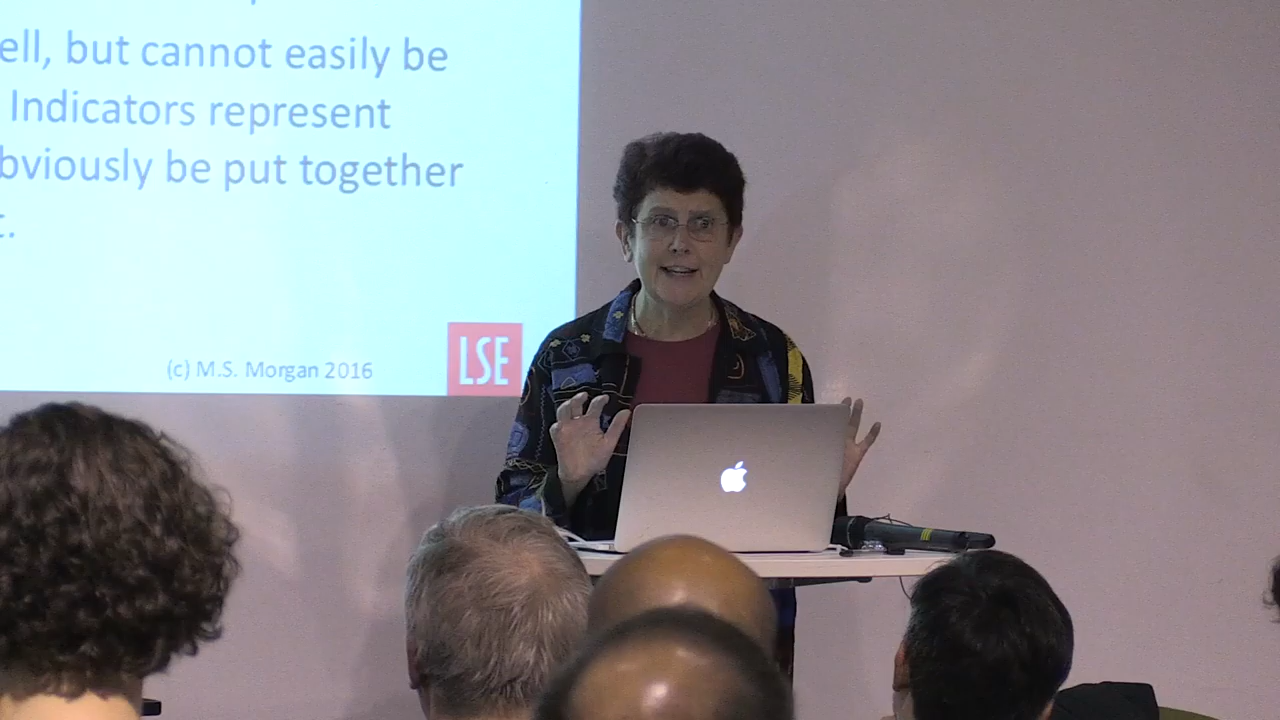 ell, but cannot easily be
Indicators represent
bviously be put together
(c) M.S. Morgan 2016
LSE